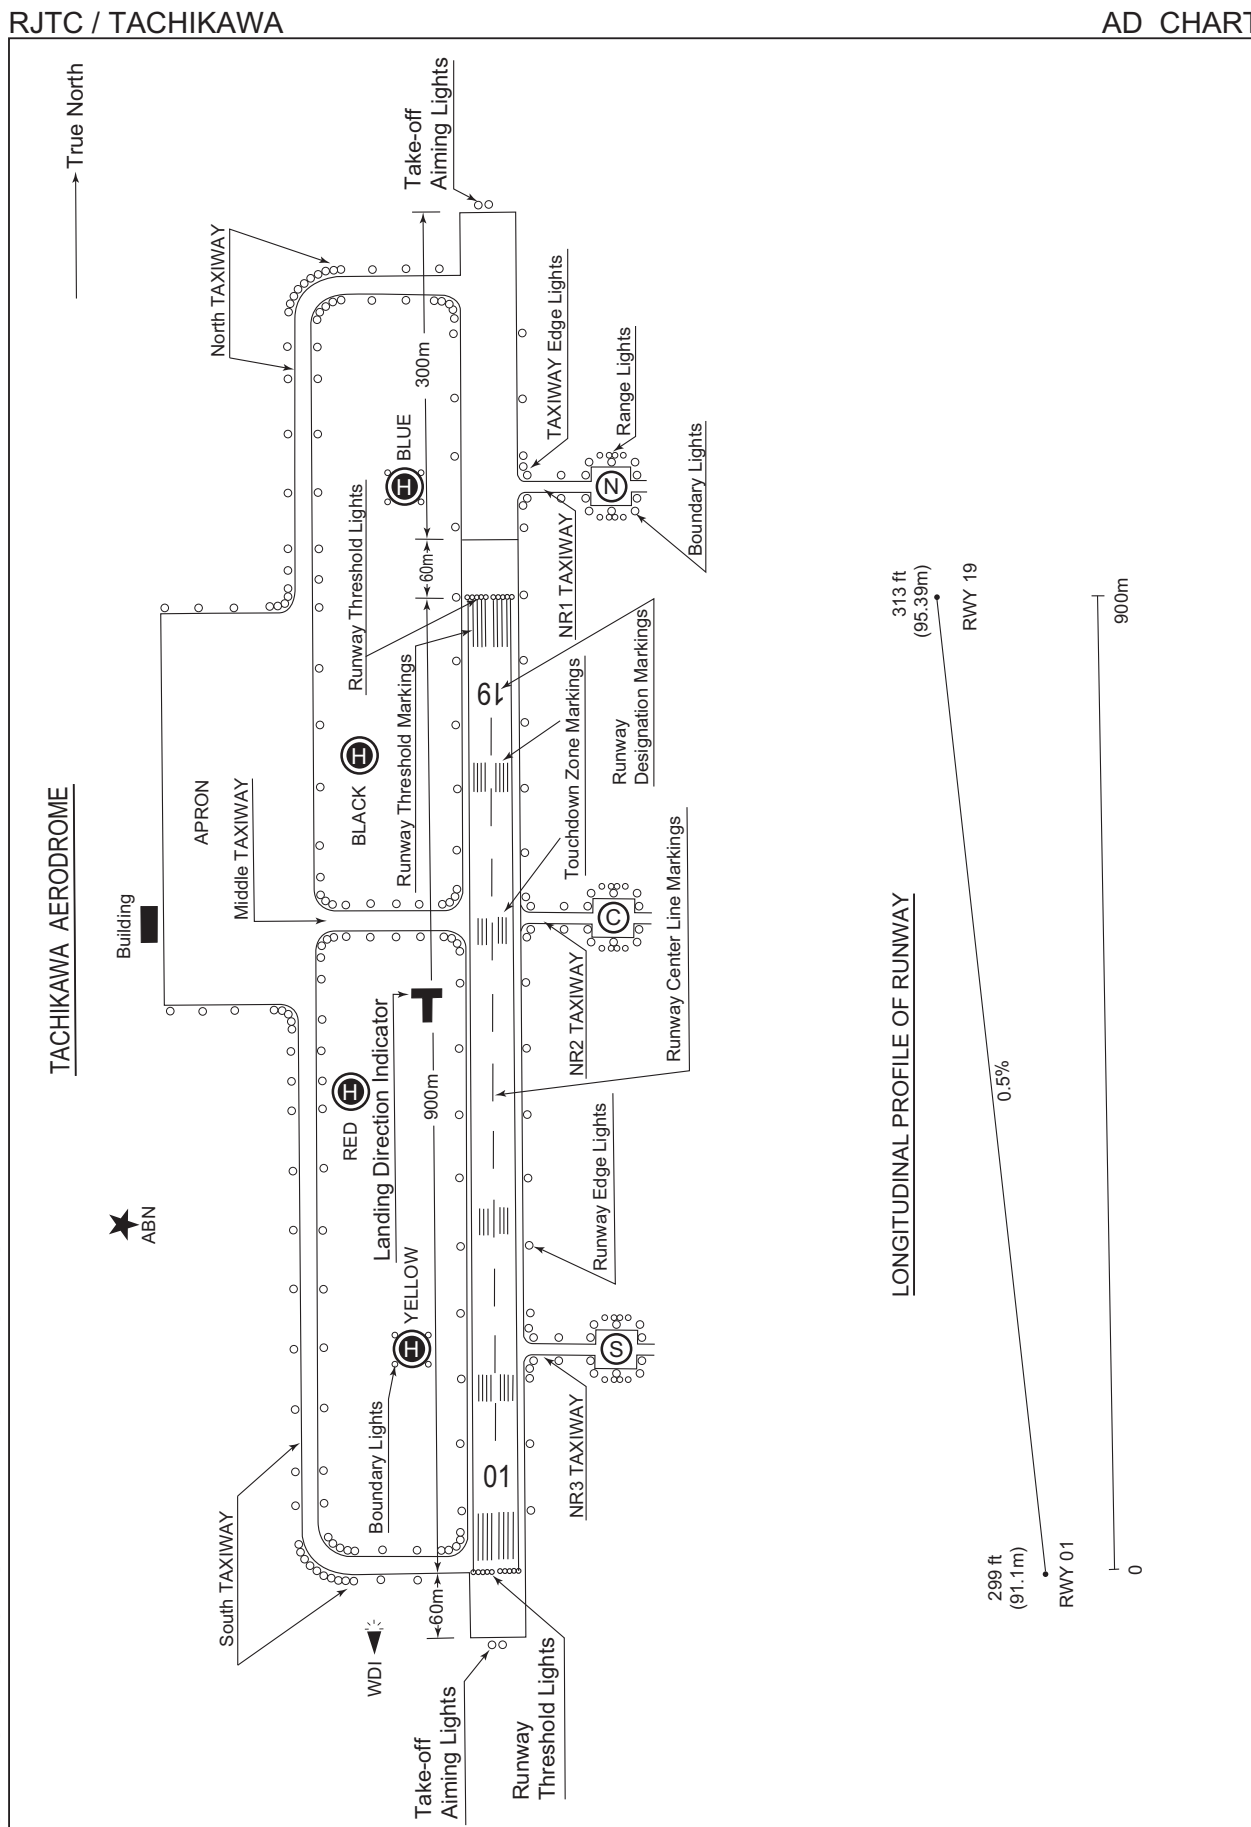 RJTC / TACHIKAWA
AD CHART
TACHIKAWA AERODROME
True North
Building
ABN
APRON
Middle TAXIWAY
North TAXIWAY
South TAXIWAY
WDI
Take-off
Aiming Lights
Runway
Threshold Lights
Take-off
Aiming Lights
Boundary Lights
YELLOW
H
RED
H
Landing Direction Indicator
BLACK
H
BLUE
H
Runway Threshold Markings
Runway Threshold Lights
60m
900m
60m
300m
01
19
NR3 TAXIWAY
NR2 TAXIWAY
NR1 TAXIWAY
TAXIWAY Edge Lights
Touchdown Zone Markings
Runway Edge Lights
S
C
N
Range Lights
Boundary Lights
Runway
Designation Markings
Runway Center Line Markings
LONGITUDINAL PROFILE OF RUNWAY
299 ft
(91.1m)
RWY 01
0.5%
313 ft
(95.39m)
RWY 19
0
900m